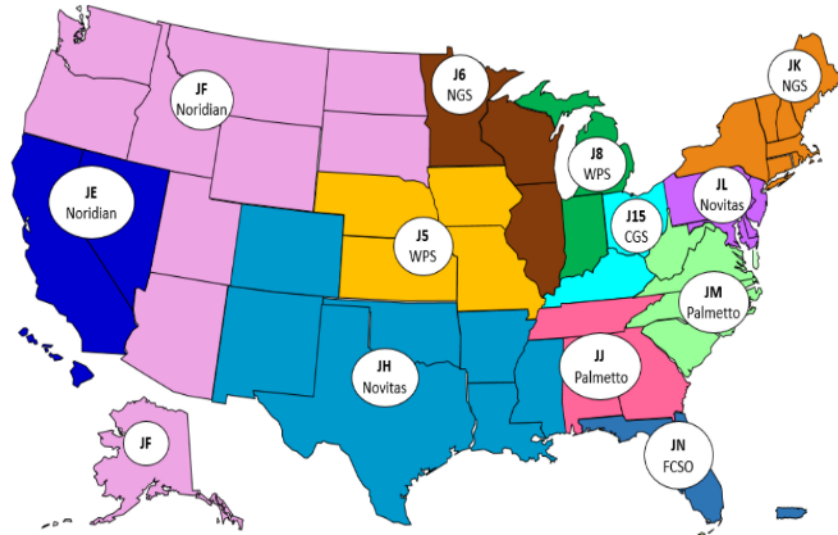 JF
Noridian
J6
NGS
JK
NGS
J8
WPS
JE
Noridian
JL
Novitas
J15
CGS
J5
WPS
JM
Palmetto
JH
Novitas
JJ
Palmetto
JF
JN
FCSO